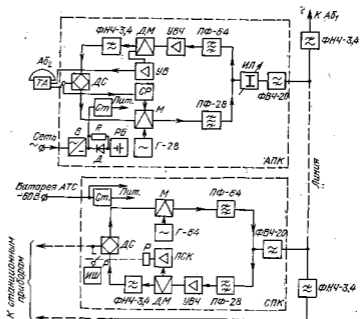 К Аб₁
ФНЧ-3,4
ФНЧ-3,4 ДМ УВЧ ПФ-64
Аб₂
ТА
ДС
УВ
СР
Ст. Пит.
М
ПФ-28
ИЛ
ФВЧ-20
Сеть
В
R
РБ
Д
Г-28
АПК
Линия
Батарея АТС
-60В
Ст. Пит.
М
ПФ-64
Г-64
ДС
Р
Р
ПСК
ИШ
ФВЧ-20
ФНЧ-3,4 ДМ УВЧ ПФ-28
СПК
ФНЧ-3,4
К станционным
приборам